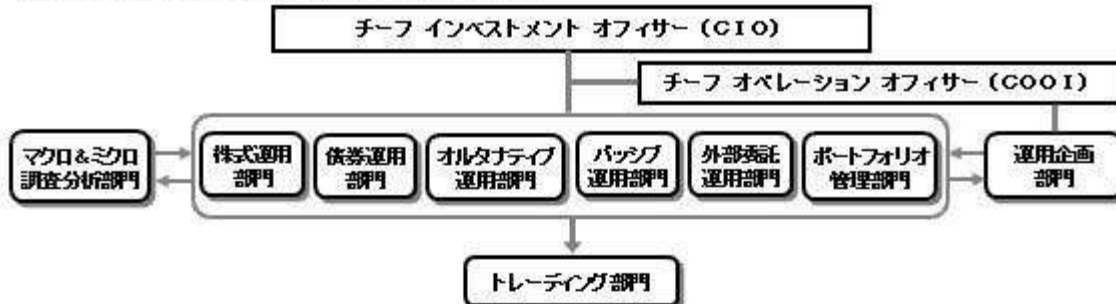 チーフ インベストメント オフィサー (CIO)
チーフ オペレーション オフィサー (COOI)
マクロ&ミクロ
調査分析部門
株式運用
部門
債券運用
部門
オルタナティブ
運用部門
パッシブ
運用部門
外部委託
運用部門
ポートフォリオ
管理部門
運用企画
部門
トレーディング部門